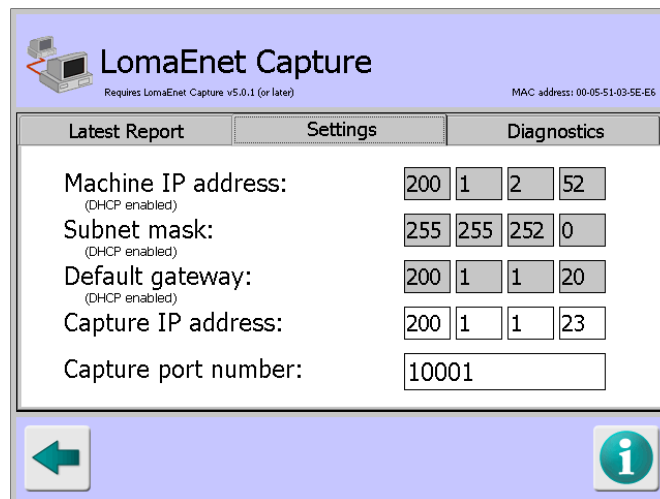 LomaEnet Capture
Requires LomaEnet Capture v5.0.1 (or later) MAC address: 00-05-51-03-5E-E6
Latest Report Settings Diagnostics
Machine IP address: 200 1 2 52
(DHCP enabled)
Subnet mask: 255 255 252 0
(DHCP enabled)
Default gateway: 200 1 1 20
(DHCP enabled)
Capture IP address: 200 1 1 23
Capture port number: 10001
i